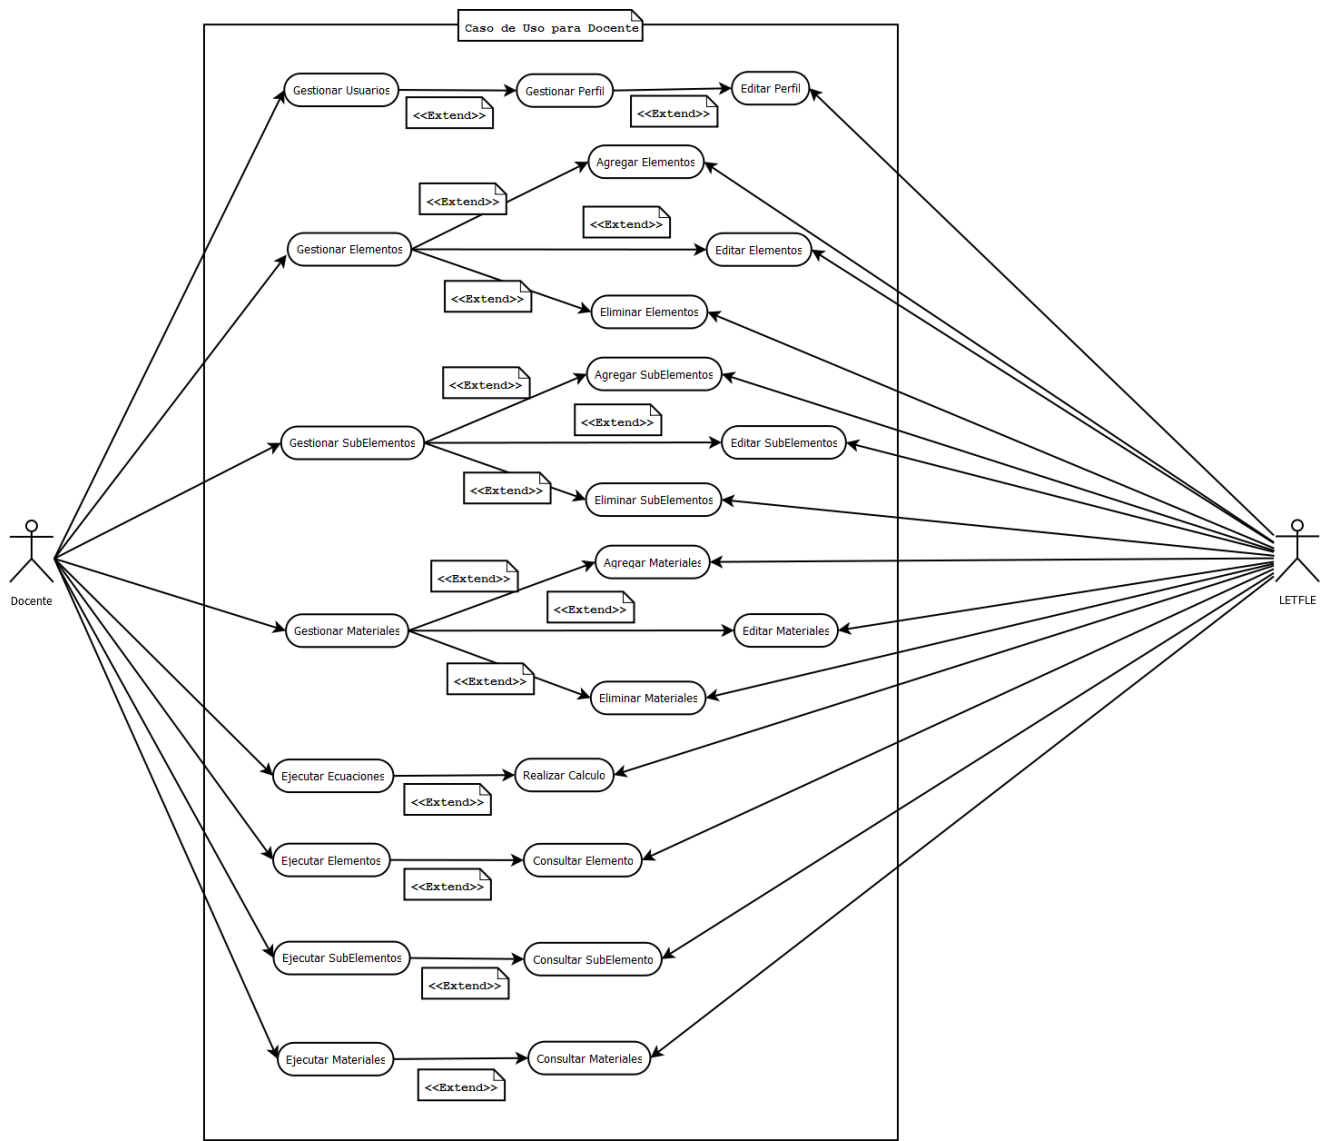 Caso de Uso para Docente
Gestionar Usuarios
<<Extend>>
Gestionar Perfil
<<Extend>>
Editar Perfil
Agregar Elementos
<<Extend>>
<<Extend>>
Gestionar Elementos
Editar Elementos
<<Extend>>
Eliminar Elementos
Agregar SubElementos
<<Extend>>
<<Extend>>
Gestionar SubElementos
Editar SubElementos
<<Extend>>
Eliminar SubElementos
Docente
LETFLE
Agregar Materiales
<<Extend>>
<<Extend>>
Gestionar Materiales
Editar Materiales
<<Extend>>
Eliminar Materiales
Ejecutar Ecuaciones
<<Extend>>
Realizar Calculo
Ejecutar Elementos
<<Extend>>
Consultar Elemento
Ejecutar SubElementos
<<Extend>>
Consultar SubElemento
Ejecutar Materiales
<<Extend>>
Consultar Materiales